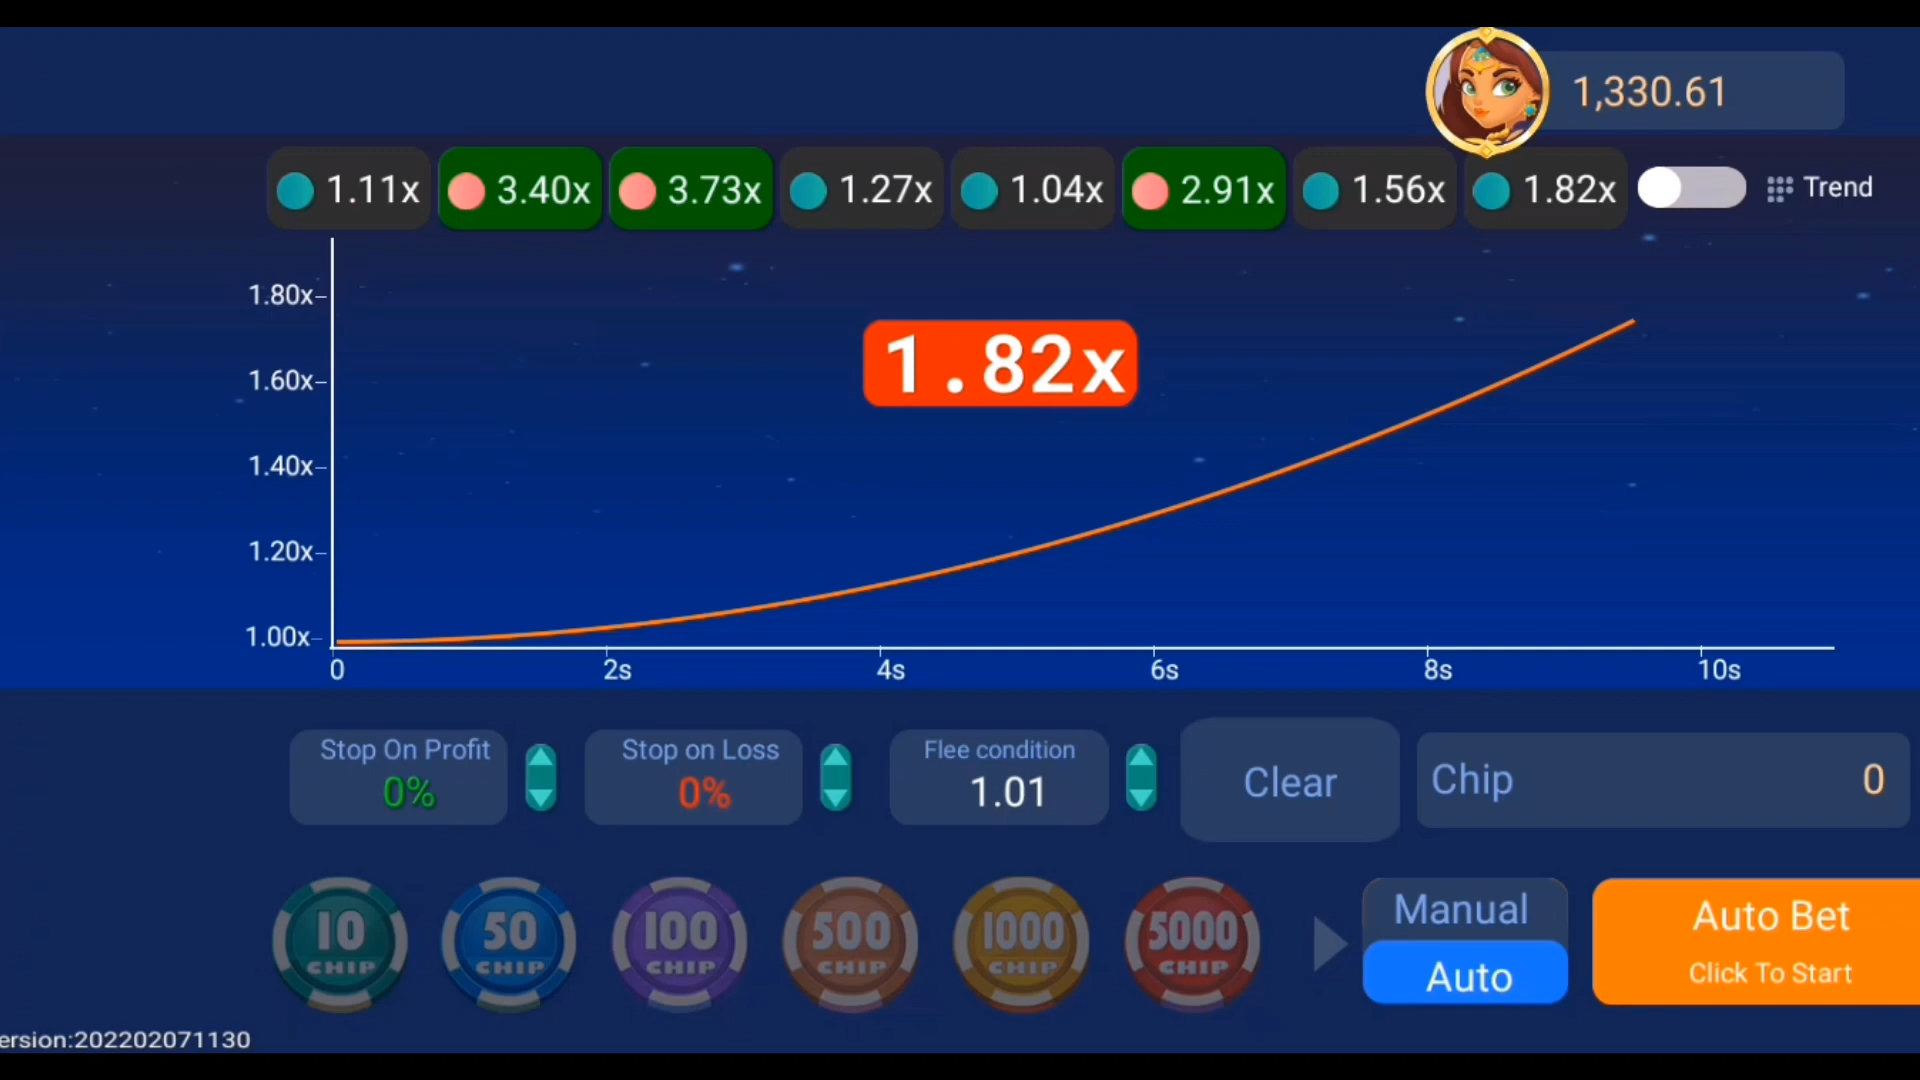 1,330.61
1.11x 3.40x 3.73x 1.27x 1.04x 2.91x 1.56x 1.82x Trend
1.80x
1.82x
1.60x
1.40x
1.20x
1.00x
0 2s 4s 6s 8s 10s
Stop On Profit
0%
Stop on Loss
0%
Flee condition
1.01
Clear
Chip 0
10 CHIP
50 CHIP
100 CHIP
500 CHIP
1000 CHIP
5000 CHIP
Manual
Auto
Auto Bet
Click To Start
ersion:202202071130